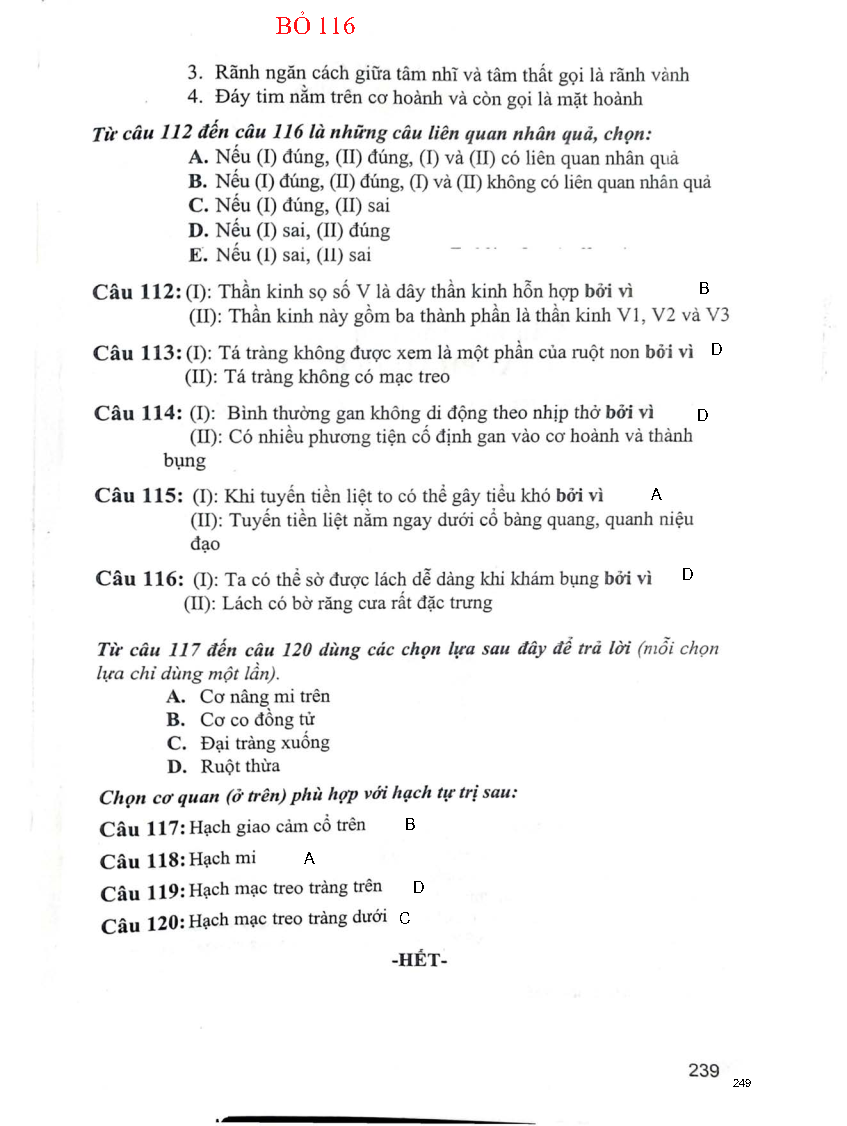 BỎ 116
3. Rãnh ngăn cách giữa tâm nhĩ và tâm thất gọi là rãnh vành
4. Đáy tim nằm trên cơ hoành và còn gọi là mặt hoành
Từ câu 112 đến câu 116 là những câu liên quan nhân quả, chọn:
A. Nếu (I) đúng, (II) đúng, (I) và (II) có liên quan nhân quả
B. Nếu (I) đúng, (II) đúng, (I) và (II) không có liên quan nhân quả
C. Nếu (I) đúng, (II) sai
D. Nếu (I) sai, (II) đúng
E. Nếu (I) sai, (II) sai
Câu 112: (I): Thần kinh sọ số V là dây thần kinh hỗn hợp bởi vì B
(II): Thần kinh này gồm ba thành phần là thần kinh V1, V2 và V3
Câu 113: (I): Tá tràng không được xem là một phần của ruột non bởi vì D
(II): Tá tràng không có mạc treo
Câu 114: (I): Bình thường gan không di động theo nhịp thở bởi vì D
(II): Có nhiều phương tiện cố định gan vào cơ hoành và thành
bụng
Câu 115: (I): Khi tuyến tiền liệt to có thể gây tiểu khó bởi vì A
(II): Tuyến tiền liệt nằm ngay dưới cổ bàng quang, quanh niệu
đạo
Câu 116: (I): Ta có thể sờ được lách dễ dàng khi khám bụng bởi vì D
(II): Lách có bờ răng cưa rất đặc trưng
Từ câu 117 đến câu 120 dùng các chọn lựa sau đây để trả lời (mỗi chọn
lựa chỉ dùng một lần).
A. Cơ nâng mi trên
B. Cơ co đồng tử
C. Đại tràng xuống
D. Ruột thừa
Chọn cơ quan (ở trên) phù hợp với hạch tự trị sau:
Câu 117: Hạch giao cảm cổ trên B
Câu 118: Hạch mi A
Câu 119: Hạch mạc treo tràng trên D
Câu 120: Hạch mạc treo tràng dưới C
-HẾT-
239
249